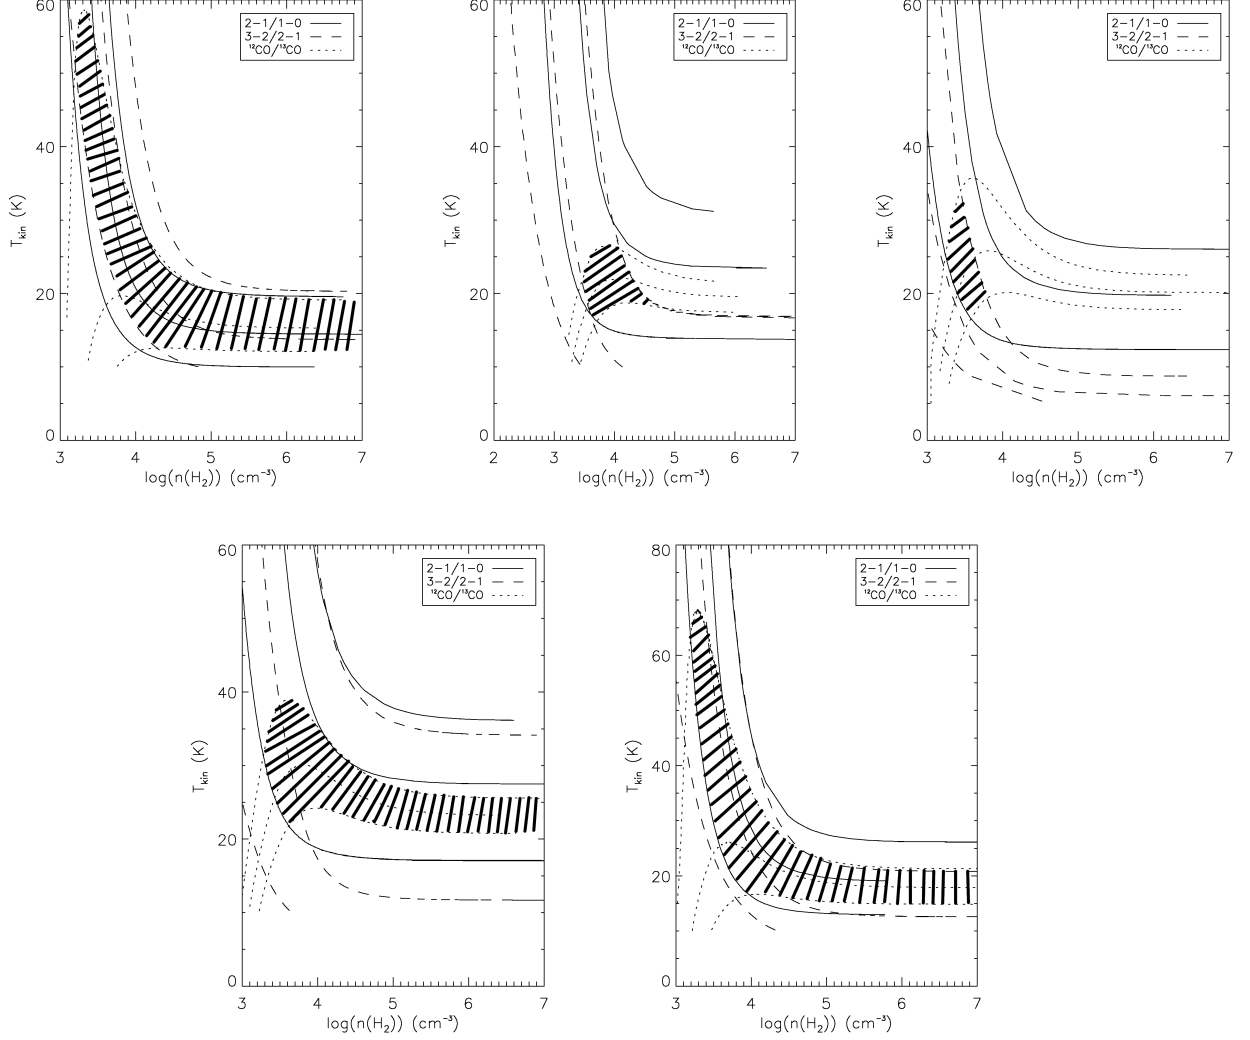 60
40
20
0
T_kin (K)
3 4 5 6 7
log(n(H₂)) (cm⁻³)
2−1/1−0
3−2/2−1
¹²CO/¹³CO
60
40
20
0
T_kin (K)
2 3 4 5 6 7
log(n(H₂)) (cm⁻³)
2−1/1−0
3−2/2−1
¹²CO/¹³CO
60
40
20
0
T_kin (K)
3 4 5 6 7
log(n(H₂)) (cm⁻³)
2−1/1−0
3−2/2−1
¹²CO/¹³CO
60
40
20
0
T_kin (K)
3 4 5 6 7
log(n(H₂)) (cm⁻³)
2−1/1−0
3−2/2−1
¹²CO/¹³CO
80
60
40
20
0
T_kin (K)
3 4 5 6 7
log(n(H₂)) (cm⁻³)
2−1/1−0
3−2/2−1
¹²CO/¹³CO